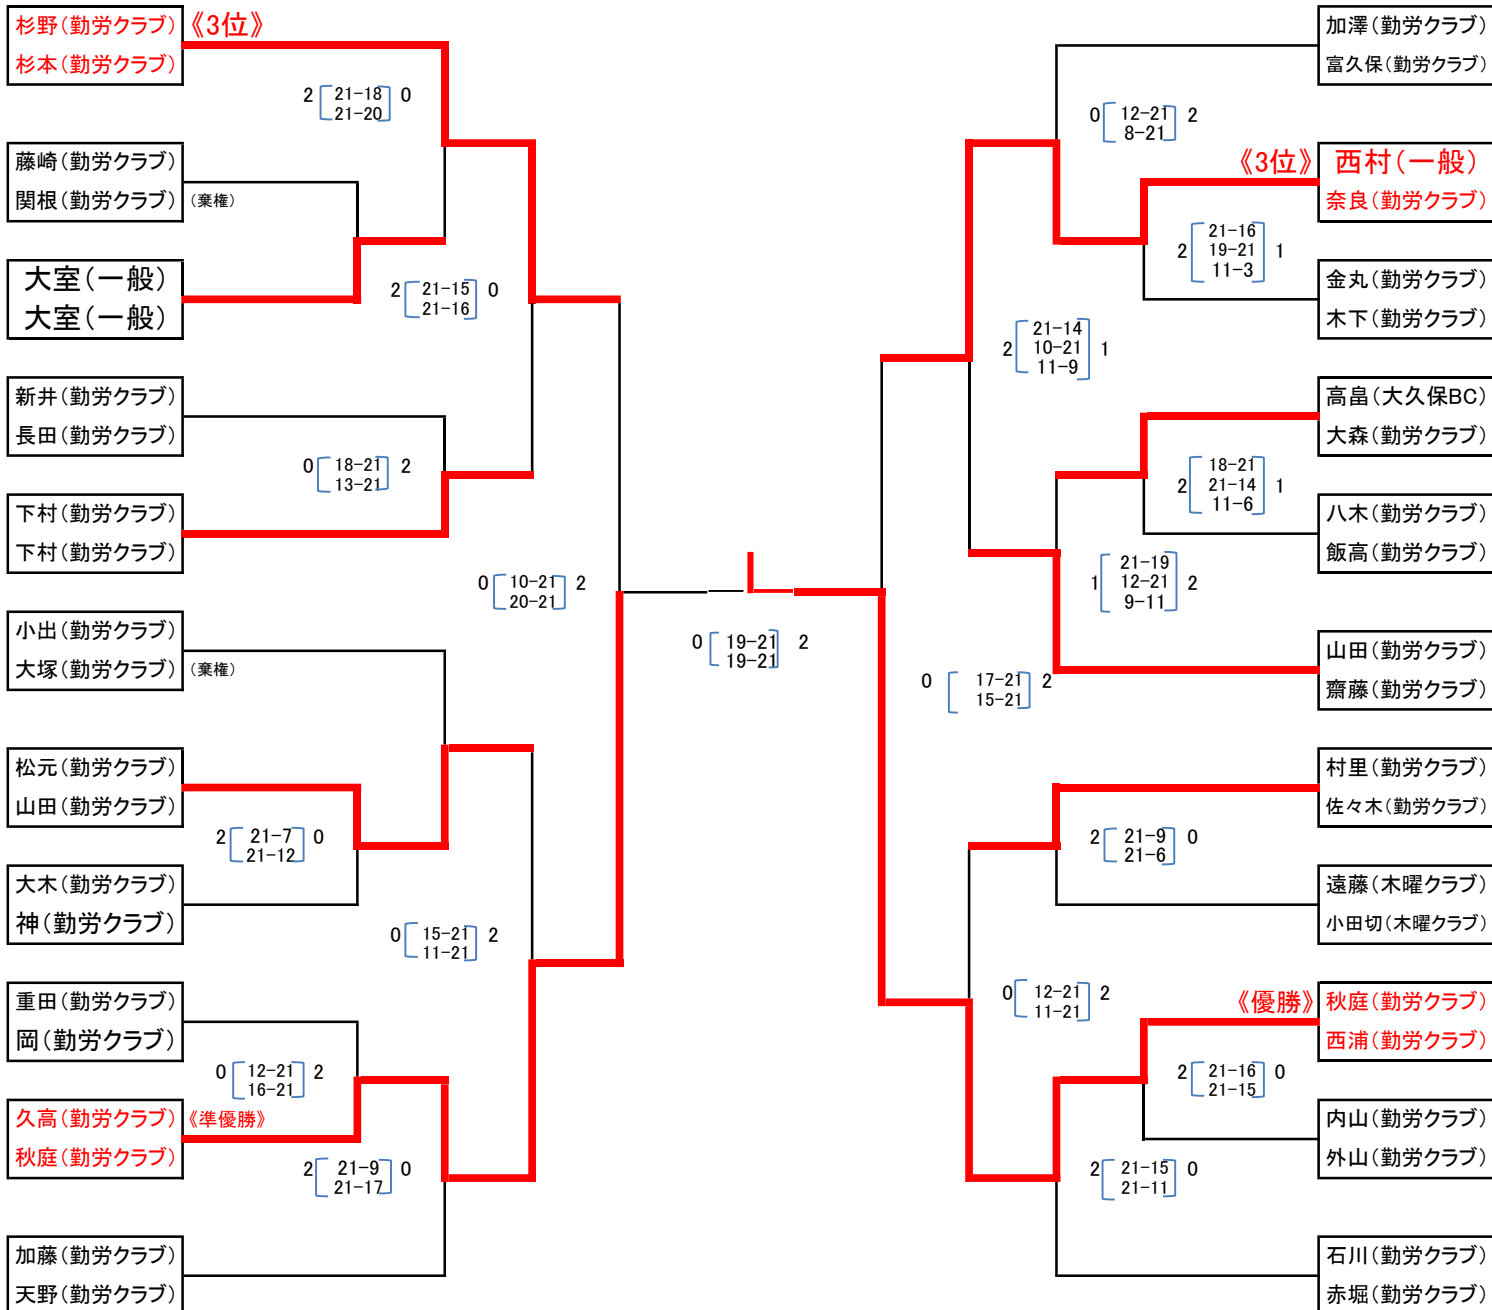 杉野(勤労クラブ)
《3位》
杉本(勤労クラブ)
2 21-18 0
21-20
藤崎(勤労クラブ)
関根(勤労クラブ)
(棄権)
大室(一般)
大室(一般)
2 21-15 0
21-16
新井(勤労クラブ)
長田(勤労クラブ)
0 18-21 2
13-21
下村(勤労クラブ)
下村(勤労クラブ)
0 10-21 2
20-21
小出(勤労クラブ)
大塚(勤労クラブ)
(棄権)
松元(勤労クラブ)
山田(勤労クラブ)
2 21-7 0
21-12
大木(勤労クラブ)
神(勤労クラブ)
0 15-21 2
11-21
重田(勤労クラブ)
岡(勤労クラブ)
0 12-21 2
16-21
久高(勤労クラブ)
《準優勝》
秋庭(勤労クラブ)
2 21-9 0
21-17
加藤(勤労クラブ)
天野(勤労クラブ)
0 19-21 2
19-21
加澤(勤労クラブ)
富久保(勤労クラブ)
0 12-21 2
8-21
《3位》
西村(一般)
奈良(勤労クラブ)
21-16
2 19-21 1
11-3
金丸(勤労クラブ)
木下(勤労クラブ)
21-14
2 10-21 1
11-9
高畠(大久保BC)
大森(勤労クラブ)
18-21
2 21-14 1
11-6
八木(勤労クラブ)
飯高(勤労クラブ)
21-19
1 12-21 2
9-11
山田(勤労クラブ)
齋藤(勤労クラブ)
0 17-21 2
15-21
村里(勤労クラブ)
佐々木(勤労クラブ)
2 21-9 0
21-6
遠藤(木曜クラブ)
小田切(木曜クラブ)
0 12-21 2
11-21
《優勝》
秋庭(勤労クラブ)
西浦(勤労クラブ)
2 21-16 0
21-15
内山(勤労クラブ)
外山(勤労クラブ)
2 21-15 0
21-11
石川(勤労クラブ)
赤堀(勤労クラブ)